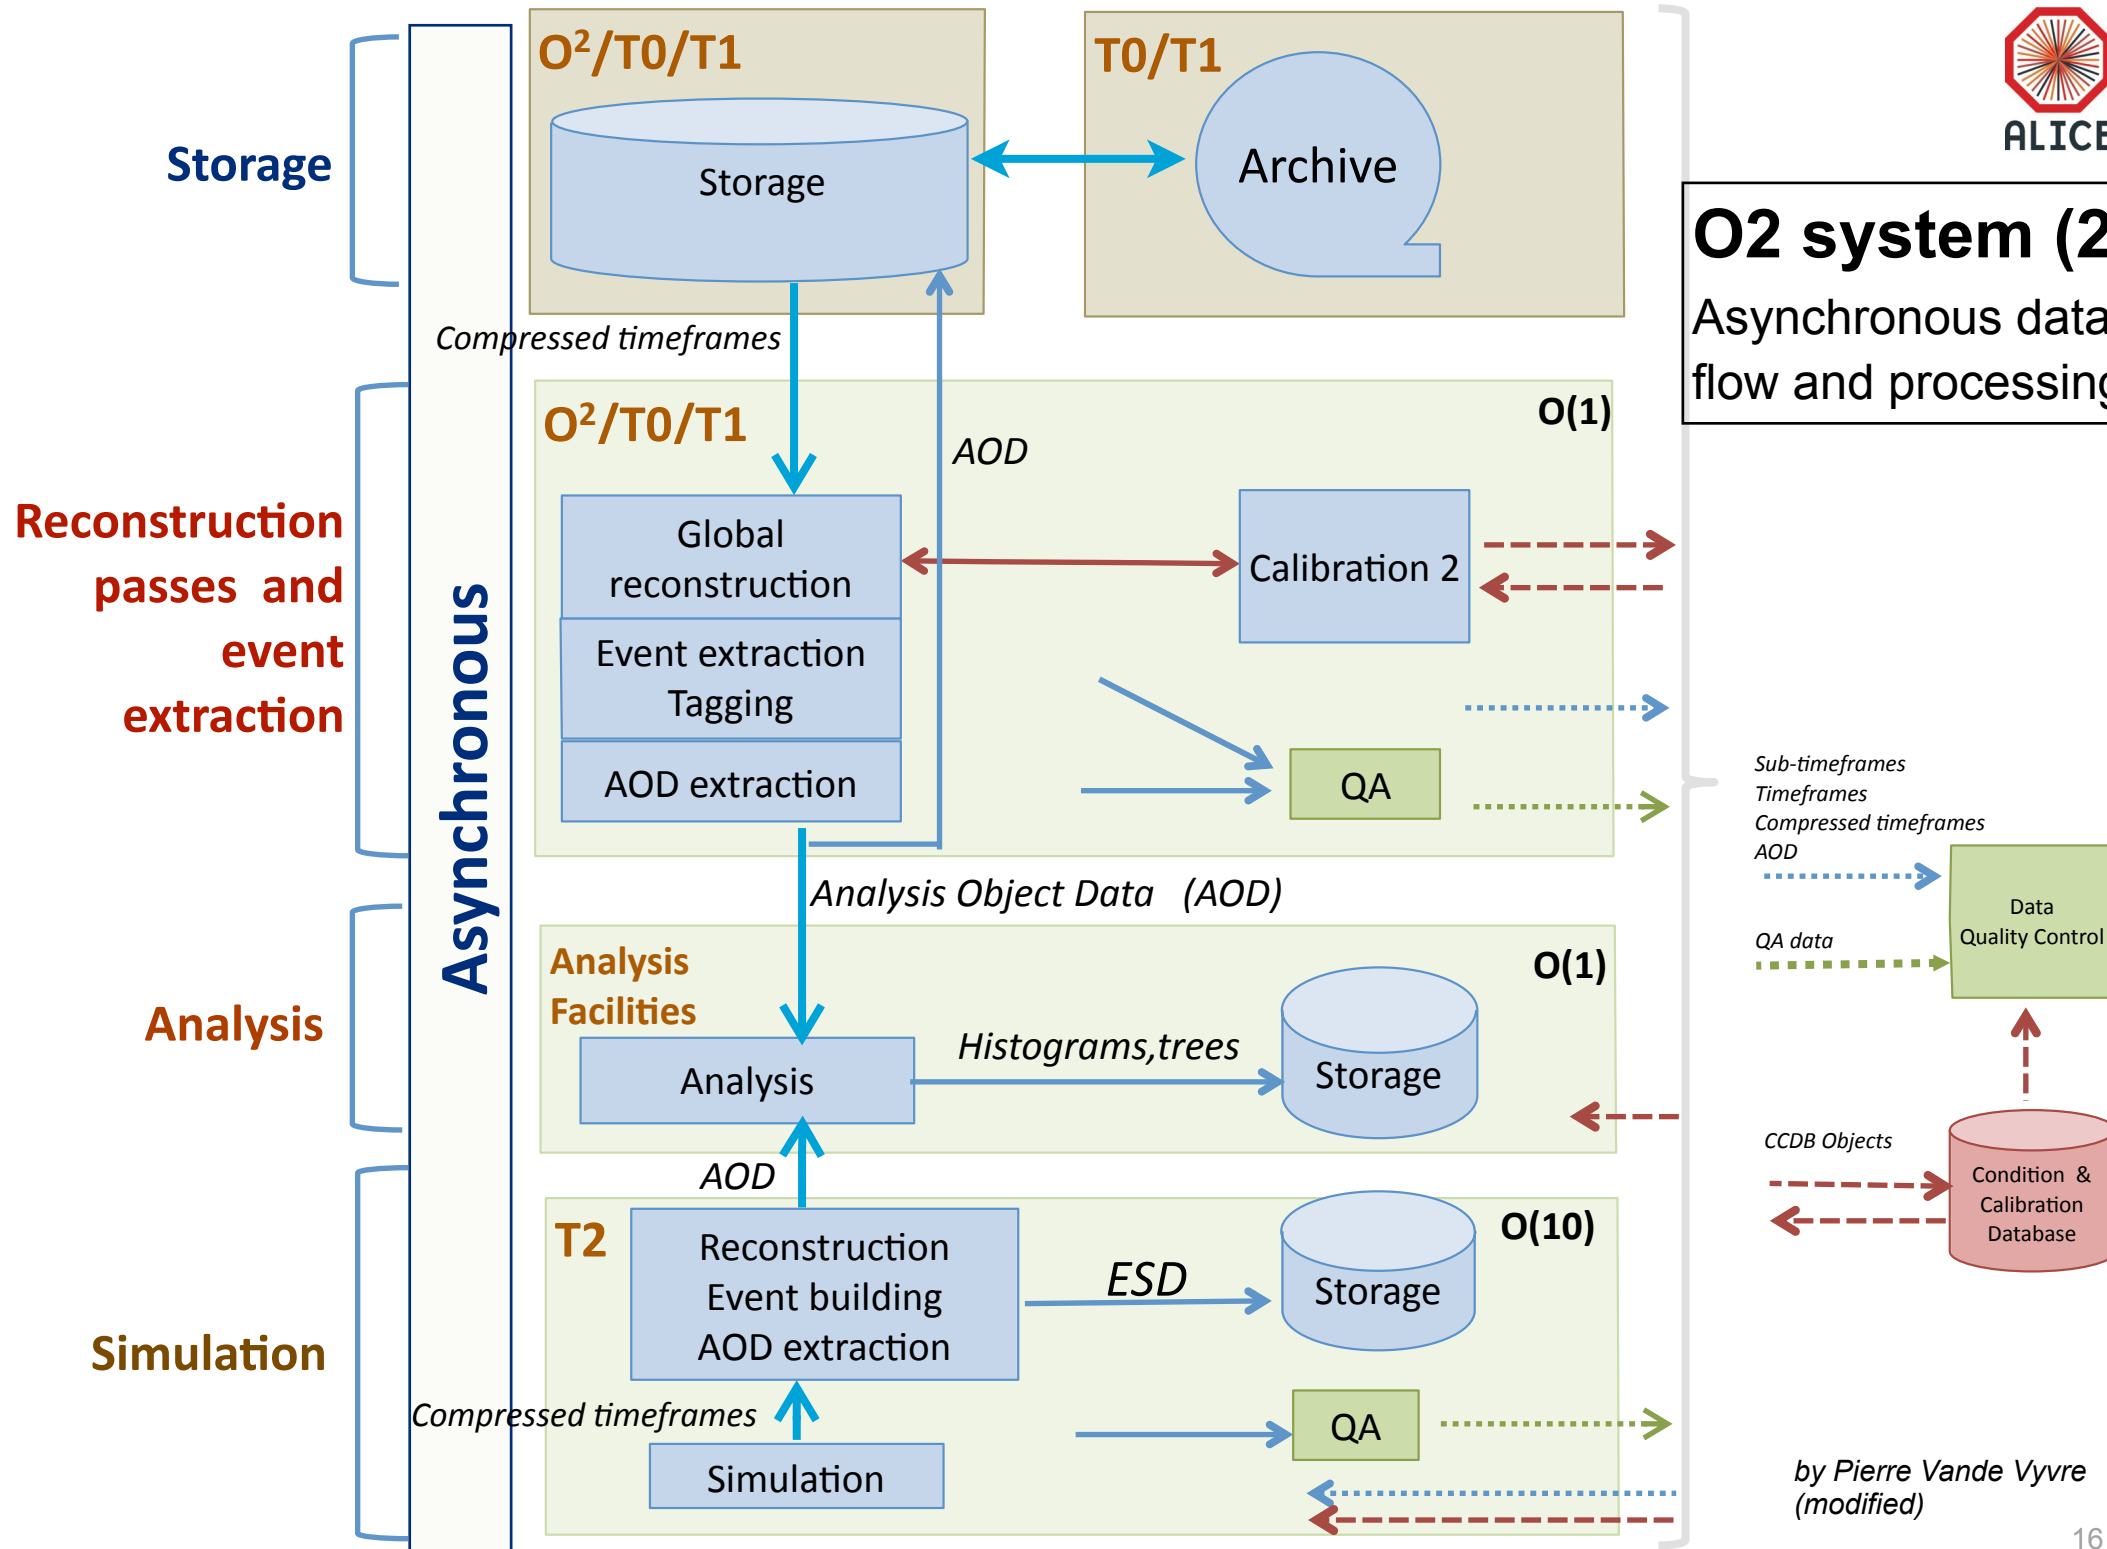 O²/T0/T1
T0/T1
ALICE
Storage
Storage
Archive
O2 system (2
Asynchronous data
flow and processing
Compressed timeframes
O²/T0/T1
O(1)
AOD
Reconstruction
passes and
event
extraction
Global
reconstruction
Calibration 2
Event extraction
Tagging
AOD extraction
QA
Asynchronous
Sub-timeframes
Timeframes
Compressed timeframes
AOD
Data
Quality Control
QA data
Analysis Object Data (AOD)
Analysis
Analysis
Facilities
O(1)
Histograms,trees
Analysis
Storage
CCDB Objects
Condition &
Calibration
Database
AOD
Simulation
T2
O(10)
Reconstruction
Event building
AOD extraction
ESD
Storage
Compressed timeframes
QA
Simulation
by Pierre Vande Vyvre
(modified)
16